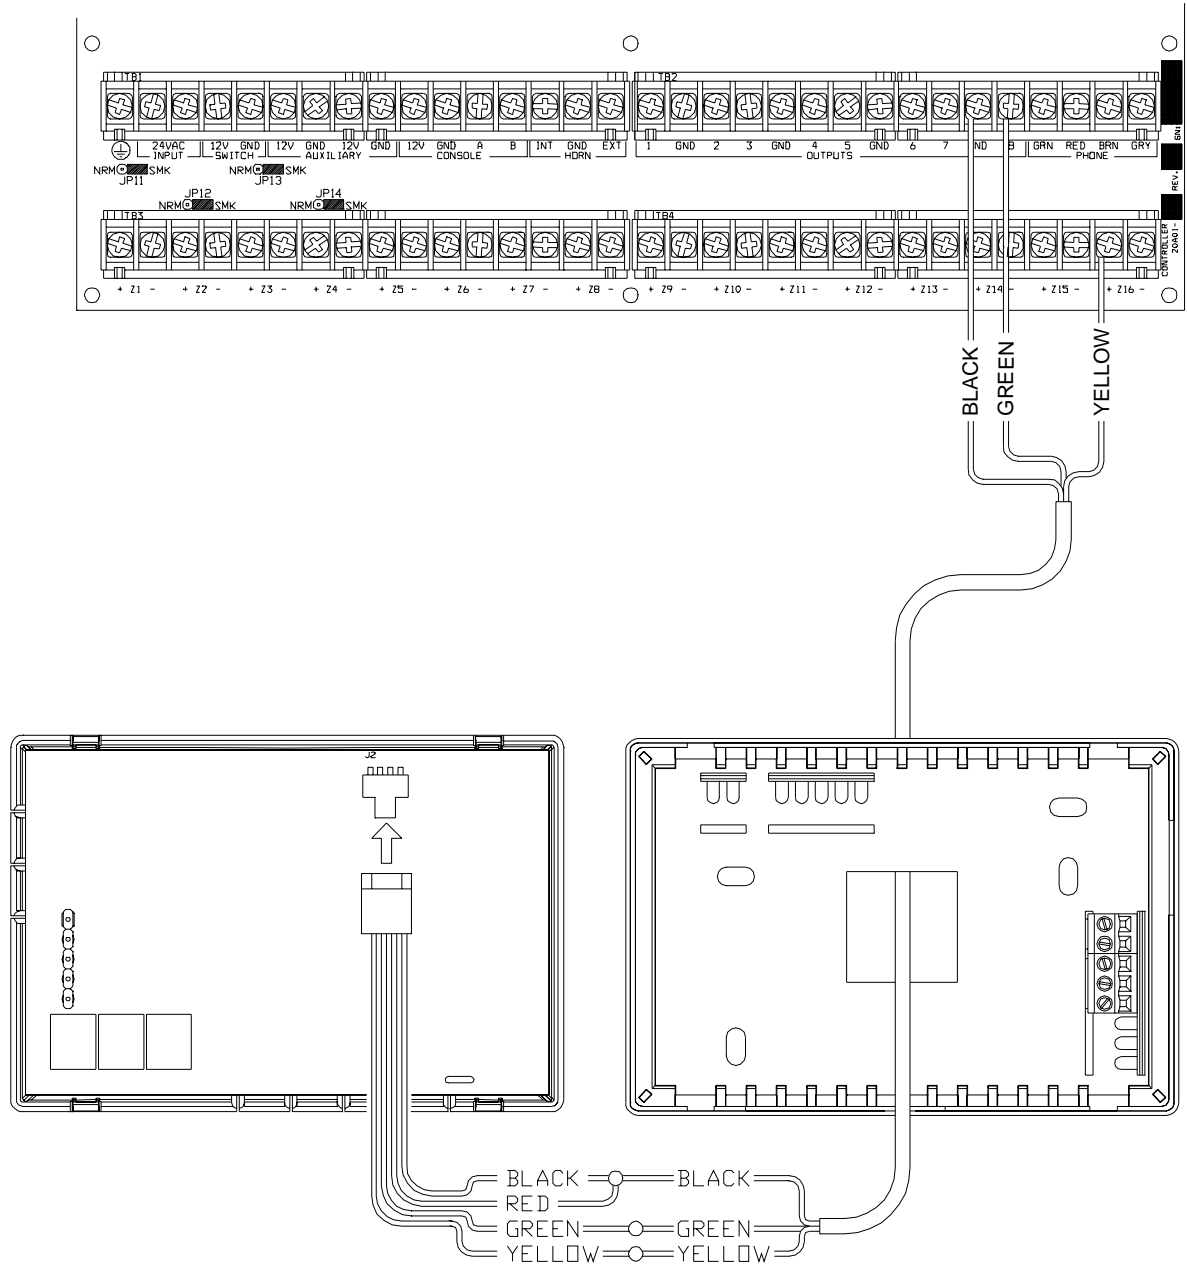 TB1 TB2
24VAC 12V GND 12V GND 12V GND 12V GND A B INT GND EXT 1 GND 2 3 GND 4 5 GND 6 7 ND B GRN RED BRN GRY
INPUT SWITCH AUXILIARY CONSOLE HORN OUTPUTS PHONE
GN:
NRM SMK NRM SMK
JP11 JP13
REV.
JP12 JP14
NRM SMK NRM SMK
TB3 TB4
CONTROLLER
20A01-
+ Z1 - + Z2 - + Z3 - + Z4 - + Z5 - + Z6 - + Z7 - + Z8 - + Z9 - + Z10 - + Z11 - + Z12 - + Z13 - + Z14 - + Z15 - + Z16 -
BLACK
GREEN
YELLOW
J2
BLACK BLACK
RED
GREEN GREEN
YELLOW YELLOW